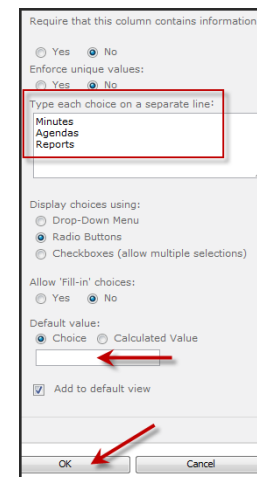 Require that this column contains information
Yes No
Enforce unique values:
Yes No
Type each choice on a separate line:
Minutes
Agendas
Reports
Display choices using:
Drop-Down Menu
Radio Buttons
Checkboxes (allow multiple selections)
Allow 'Fill-in' choices:
Yes No
Default value:
Choice Calculated Value
Add to default view
OK Cancel